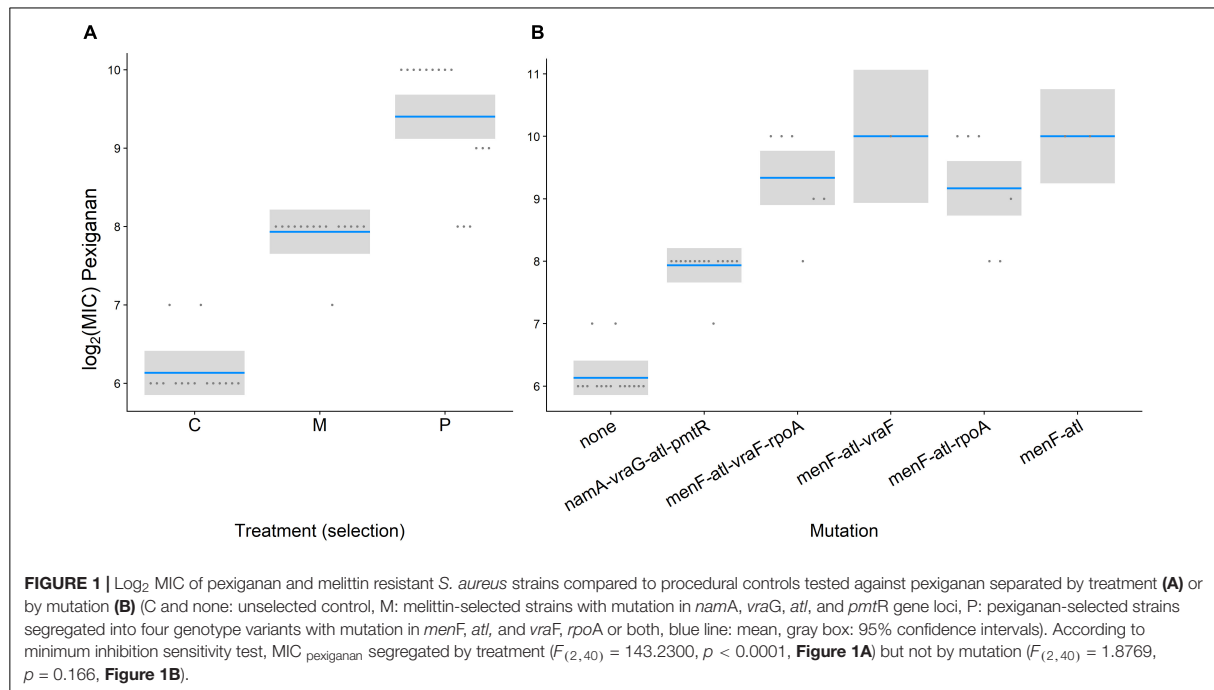 A
B
log2(MIC) Pexiganan
10
9
8
7
6
C
M
P
Treatment (selection)
11
10
9
8
7
6
none
namA-vraG-atl-pmtR
menF-atl-vraF-rpoA
menF-atl-vraF
menF-atl-rpoA
menF-atl
Mutation
FIGURE 1 | Log2 MIC of pexiganan and melittin resistant S. aureus strains compared to procedural controls tested against pexiganan separated by treatment (A) or
by mutation (B) (C and none: unselected control, M: melittin-selected strains with mutation in namA, vraG, atl, and pmtR gene loci, P: pexiganan-selected strains
segregated into four genotype variants with mutation in menF, atl, and vraF, rpoA or both, blue line: mean, gray box: 95% confidence intervals). According to
minimum inhibition sensitivity test, MIC pexiganan segregated by treatment (F(2,40) = 143.2300, p < 0.0001, Figure 1A) but not by mutation (F(2,40) = 1.8769,
p = 0.166, Figure 1B).